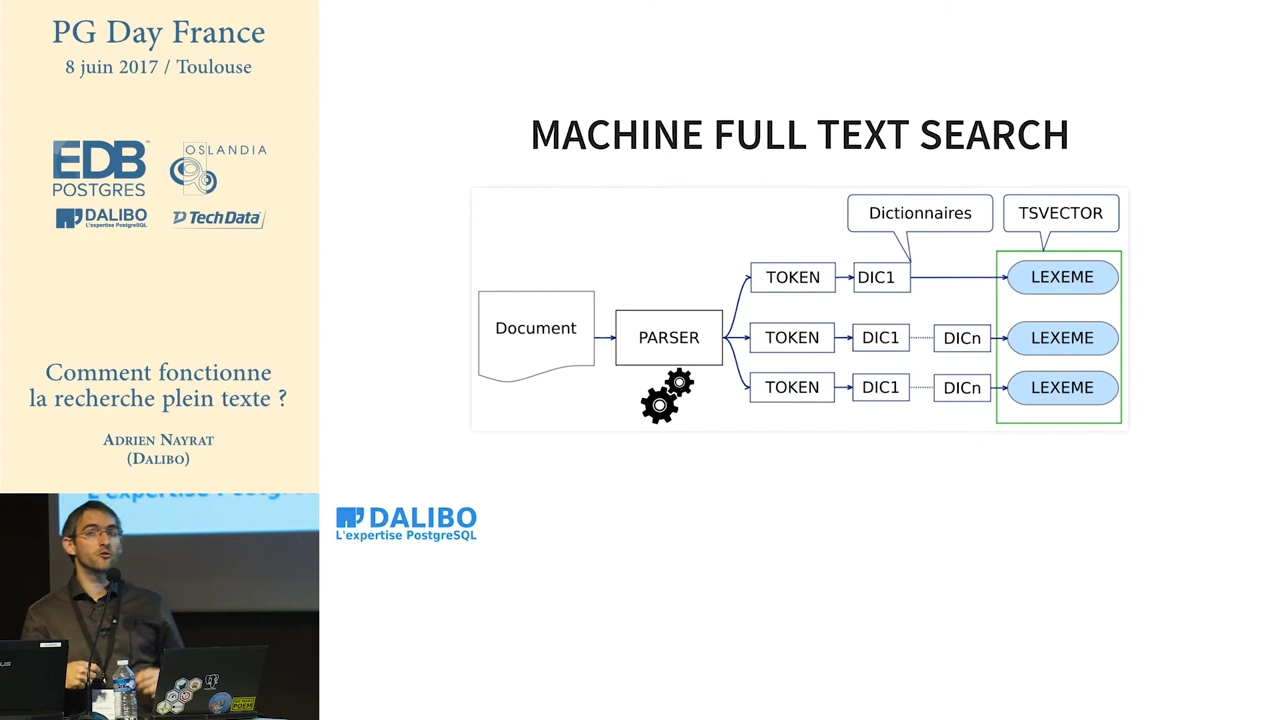 PG Day France
8 juin 2017 / Toulouse
EDB
POSTGRES
OSLANDIA
DALIBO
L'expertise PostgreSQL
TechData
Comment fonctionne
la recherche plein texte ?
ADRIEN NAYRAT
(DALIBO)
L'expertise Postgre
MACHINE FULL TEXT SEARCH
Dictionnaires
TSVECTOR
Document
PARSER
TOKEN
DIC1
LEXEME
TOKEN
DIC1
DICn
LEXEME
TOKEN
DIC1
DICn
LEXEME
DALIBO
L'expertise PostgreSQL